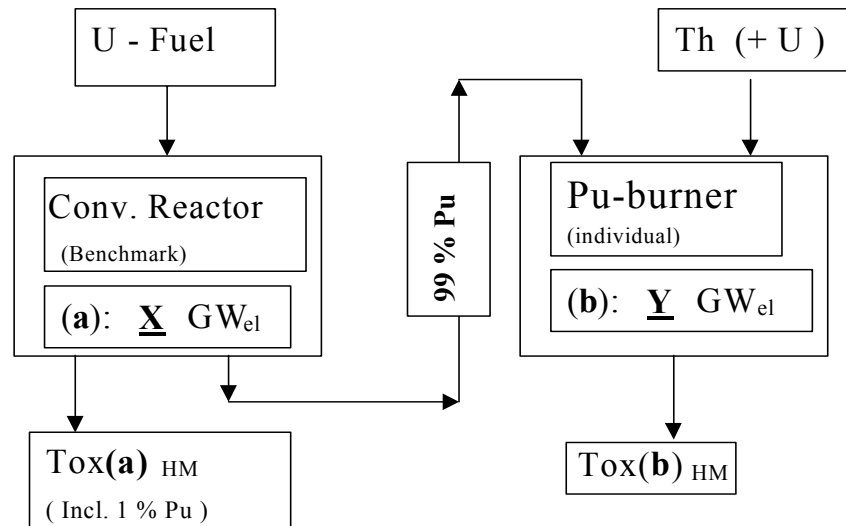 U - Fuel
Th (+ U )
Conv. Reactor
(Benchmark)
(a): X GWel
99 % Pu
Pu-burner
(individual)
(b): Y GWel
Tox(a) HM
( Incl. 1 % Pu )
Tox(b) HM